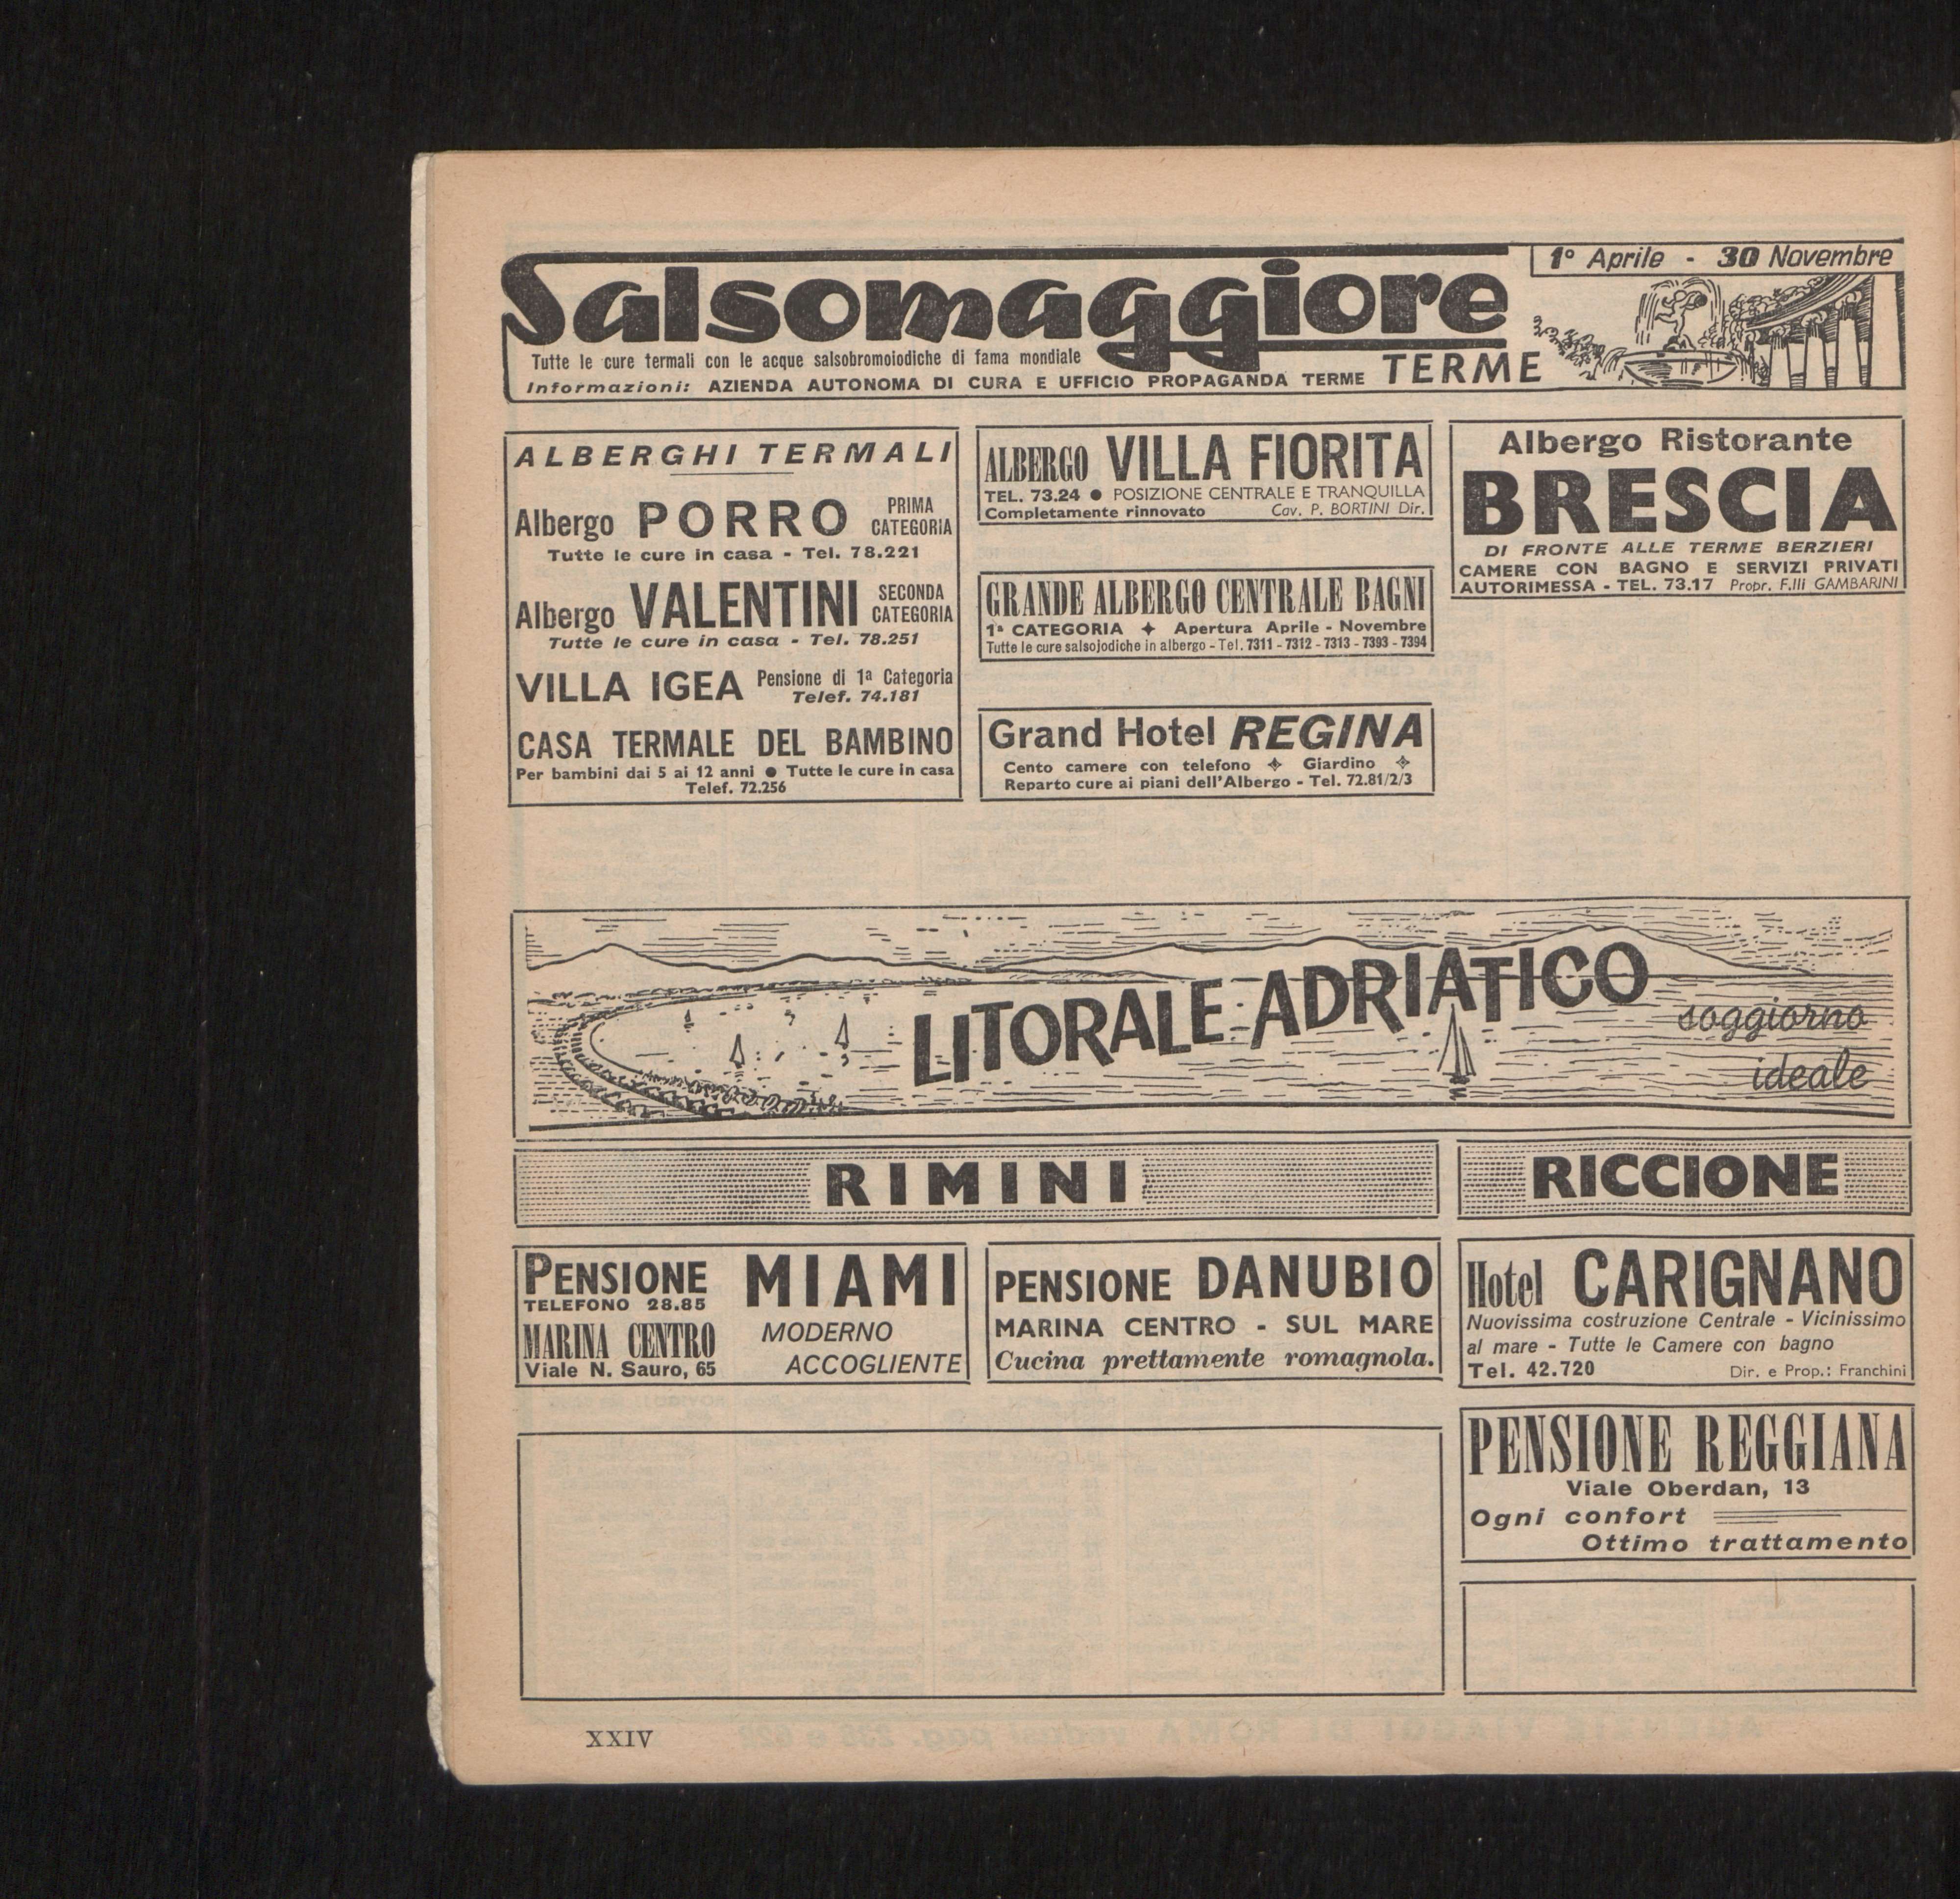 Salsomaggiore
TERME
1º Aprile - 30 Novembre
Tutte le cure termali con le acque salsobromoiodiche di fama mondiale
Informazioni: AZIENDA AUTONOMA DI CURA E UFFICIO PROPAGANDA TERME
ALBERGHI TERMALI
Albergo PORRO PRIMA CATEGORIA
Tutte le cure in casa - Tel. 78.221
Albergo VALENTINI SECONDA CATEGORIA
Tutte le cure in casa - Tel. 78.251
VILLA IGEA Pensione di 1ª Categoria
Telef. 74.181
CASA TERMALE DEL BAMBINO
Per bambini dai 5 ai 12 anni ● Tutte le cure in casa
Telef. 72.256
ALBERGO VILLA FIORITA
TEL. 73.24 ● POSIZIONE CENTRALE E TRANQUILLA
Completamente rinnovato Cav. P. BORTINI Dir.
GRANDE ALBERGO CENTRALE BAGNI
1ª CATEGORIA ✦ Apertura Aprile - Novembre
Tutte le cure salsojodiche in albergo - Tel. 7311 - 7312 - 7313 - 7393 - 7394
Grand Hotel REGINA
Cento camere con telefono ✦ Giardino ✦
Reparto cure ai piani dell'Albergo - Tel. 72.81/2/3
Albergo Ristorante
BRESCIA
DI FRONTE ALLE TERME BERZIERI
CAMERE CON BAGNO E SERVIZI PRIVATI
AUTORIMESSA - TEL. 73.17 Propr. F.lli GAMBARINI
LITORALE ADRIATICO
soggiorno
ideale
RIMINI
PENSIONE MIAMI
TELEFONO 28.85
MARINA CENTRO MODERNO
Viale N. Sauro, 65 ACCOGLIENTE
PENSIONE DANUBIO
MARINA CENTRO - SUL MARE
Cucina prettamente romagnola.
RICCIONE
Hotel CARIGNANO
Nuovissima costruzione Centrale - Vicinissimo
al mare - Tutte le Camere con bagno
Tel. 42.720 Dir. e Prop.: Franchini
PENSIONE REGGIANA
Viale Oberdan, 13
Ogni confort
Ottimo trattamento
XXIV